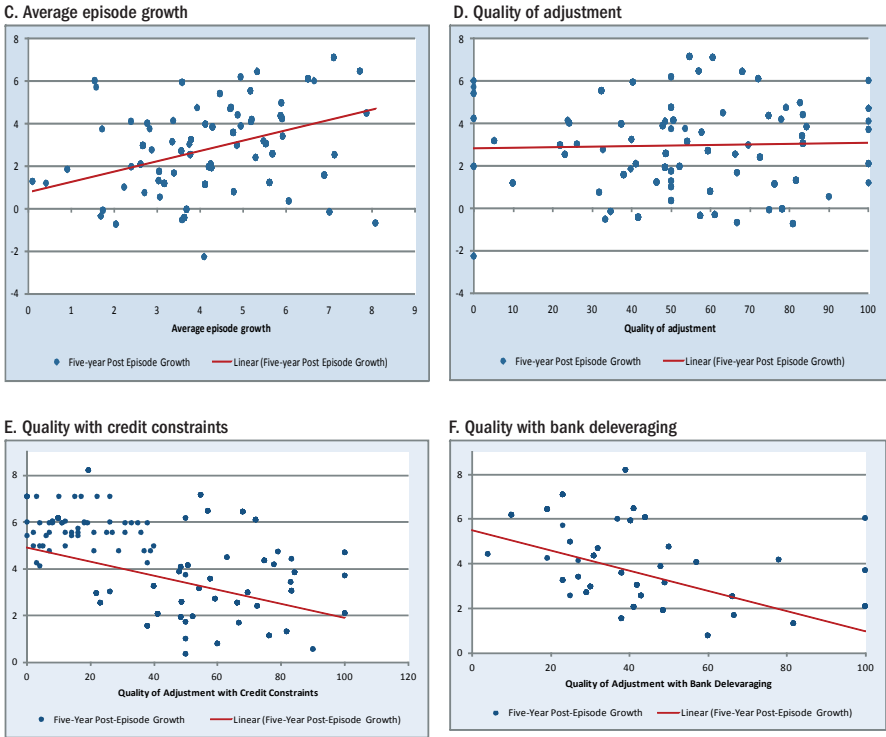 C. Average episode growth
8
6
4
2
0
-2
-4
0 1 2 3 4 5 6 7 8 9
Average episode growth
Five-year Post Episode Growth Linear (Five-year Post Episode Growth)
D. Quality of adjustment
8
6
4
2
0
-2
-4
0 10 20 30 40 50 60 70 80 90 100
Quality of adjustment
Five-year Post Episode Growth Linear (Five-year Post Episode Growth)
E. Quality with credit constraints
8
6
4
2
0
0 20 40 60 80 100 120
Quality of Adjustment with Credit Constraints
Five-Year Post-Episode Growth Linear (Five-Year Post-Episode Growth)
F. Quality with bank deleveraging
8
6
4
2
0
0 20 40 60 80 100
Quality of Adjustment with Bank Delevaraging
Five-Year Post-Episode Growth Linear (Five-Year Post-Episode Growth)